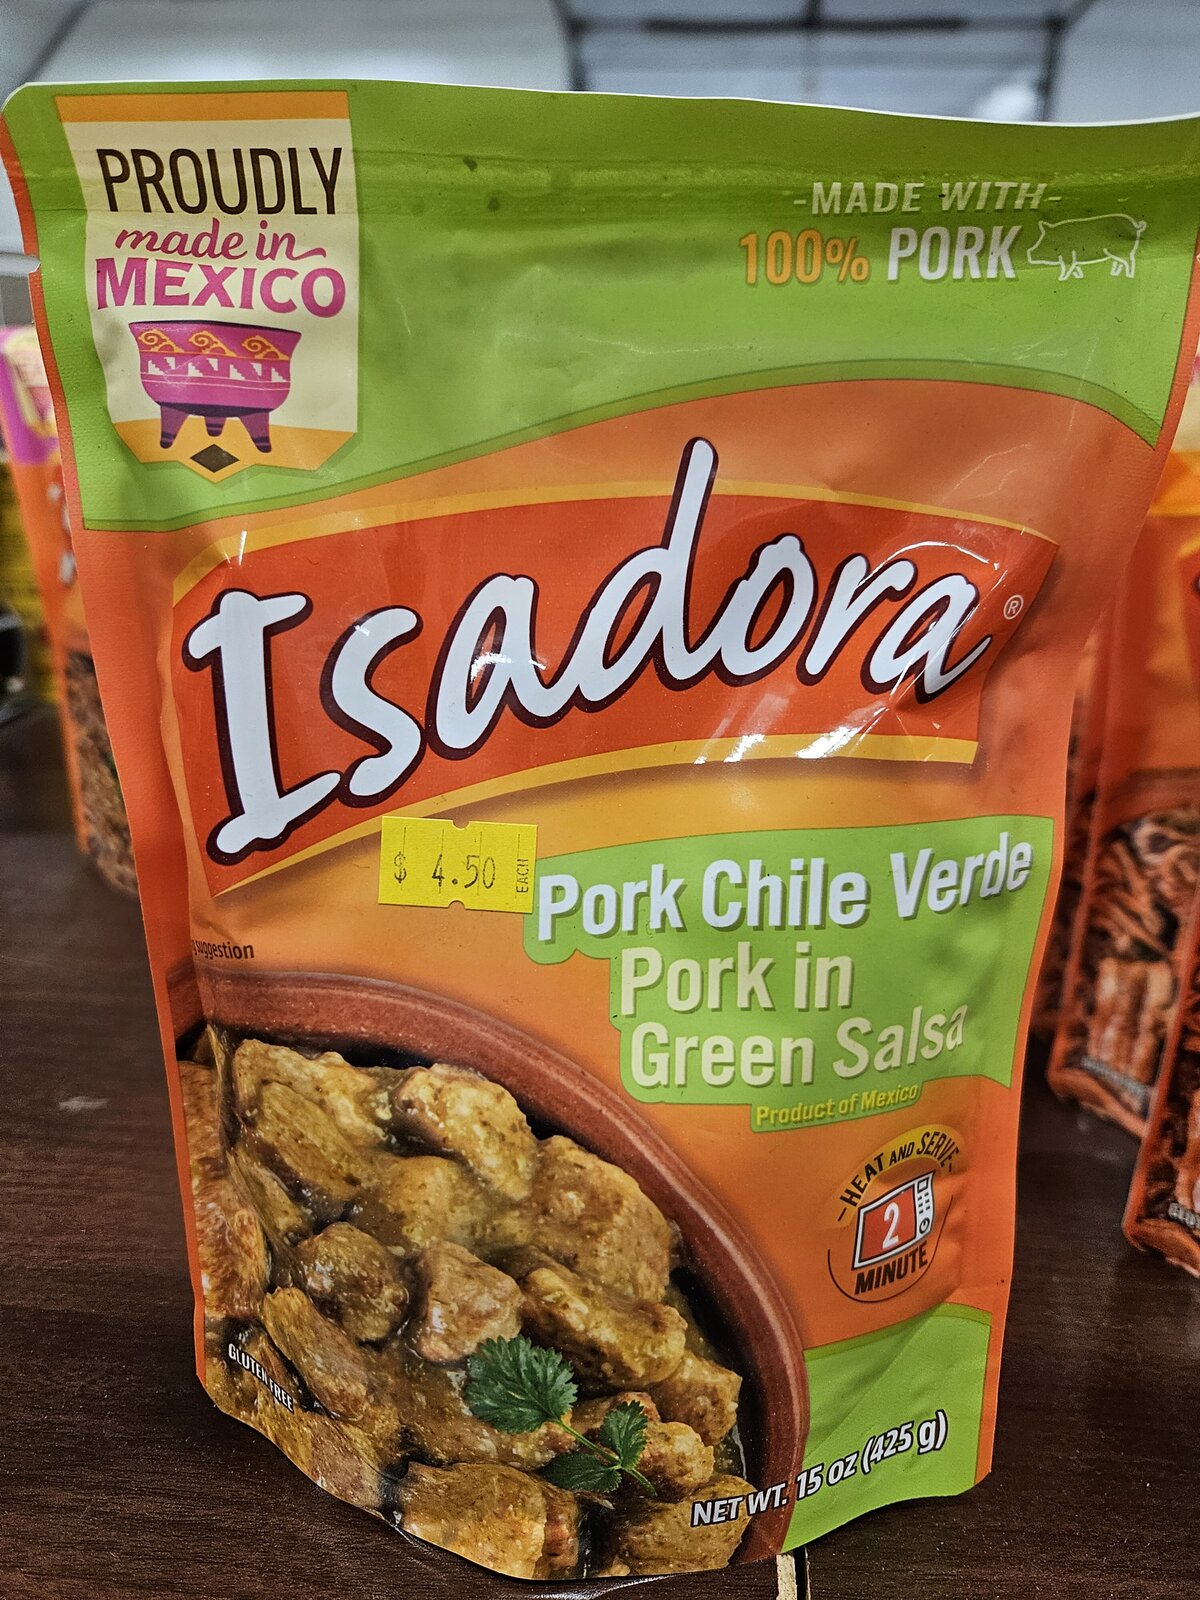 PROUDLY
made in
MEXICO
-MADE WITH-
100% PORK
Isadora®
$ 4.50 EACH
Pork Chile Verde
Pork in
Green Salsa
Product of Mexico
suggestion
-HEAT AND SERVE-
2
MINUTE
GLUTEN FREE
NET WT. 15 oz (425 g)